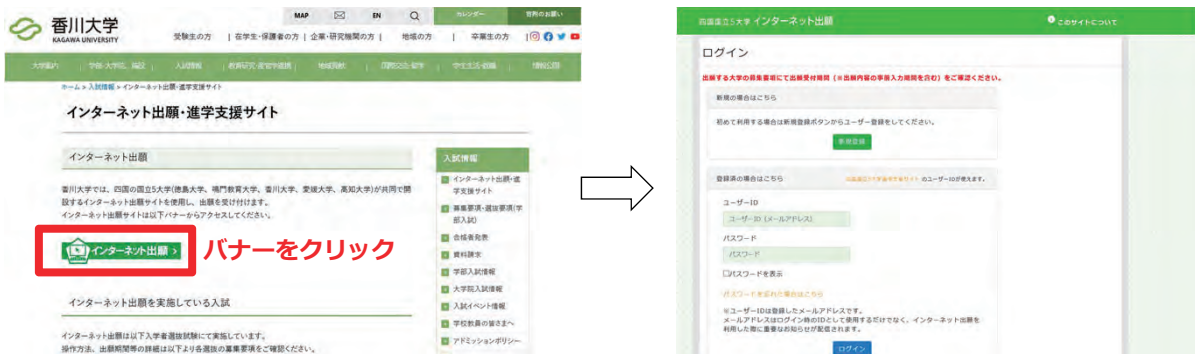 香川大学
KAGAWA UNIVERSITY
MAP
EN
カレンダー
寄附のお願い
受験生の方 | 在学生・保護者の方 | 企業・研究機関の方 | 地域の方 | 卒業生の方
大学案内
入試情報
地域貢献
情報公開
ホーム > 入試情報 > インターネット出願・進学支援サイト
インターネット出願・進学支援サイト
インターネット出願
香川大学では、四国の国立5大学(徳島大学、鳴門教育大学、香川大学、愛媛大学、高知大学)が共同で開
設するインターネット出願サイトを使用し、出願を受け付けます。
インターネット出願サイトは以下バナーからアクセスしてください。
インターネット出願 >
バナーをクリック
インターネット出願を実施している入試
インターネット出願は以下入学者選抜試験にて実施しています。
操作方法、出願期間等の詳細は以下より各選抜の募集要項をご確認ください。
入試情報
インターネット出願・進
学支援サイト
募集要項・選抜要項(学
部入試)
合格者発表
資料請求
学部入試情報
大学院入試情報
入試イベント情報
学校教員の皆さまへ
アドミッションポリシー
四国国立5大学 インターネット出願
このサイトについて
ログイン
出願する大学の募集要項にて出願受付期間(※出願内容の事前入力期間を含む)をご確認ください。
新規の場合はこちら
初めて利用する場合は新規登録ボタンからユーザー登録をしてください。
新規登録
登録済の場合はこちら
のユーザーIDが使えます。
ユーザーID
ユーザーID(メールアドレス)
パスワード
パスワード
パスワードを表示
パスワードを忘れた場合はこちら
※ユーザーIDは登録したメールアドレスです。
メールアドレスはログイン時のIDとして使用するだけでなく、インターネット出願を
利用した際に重要なお知らせが配信されます。
ログイン